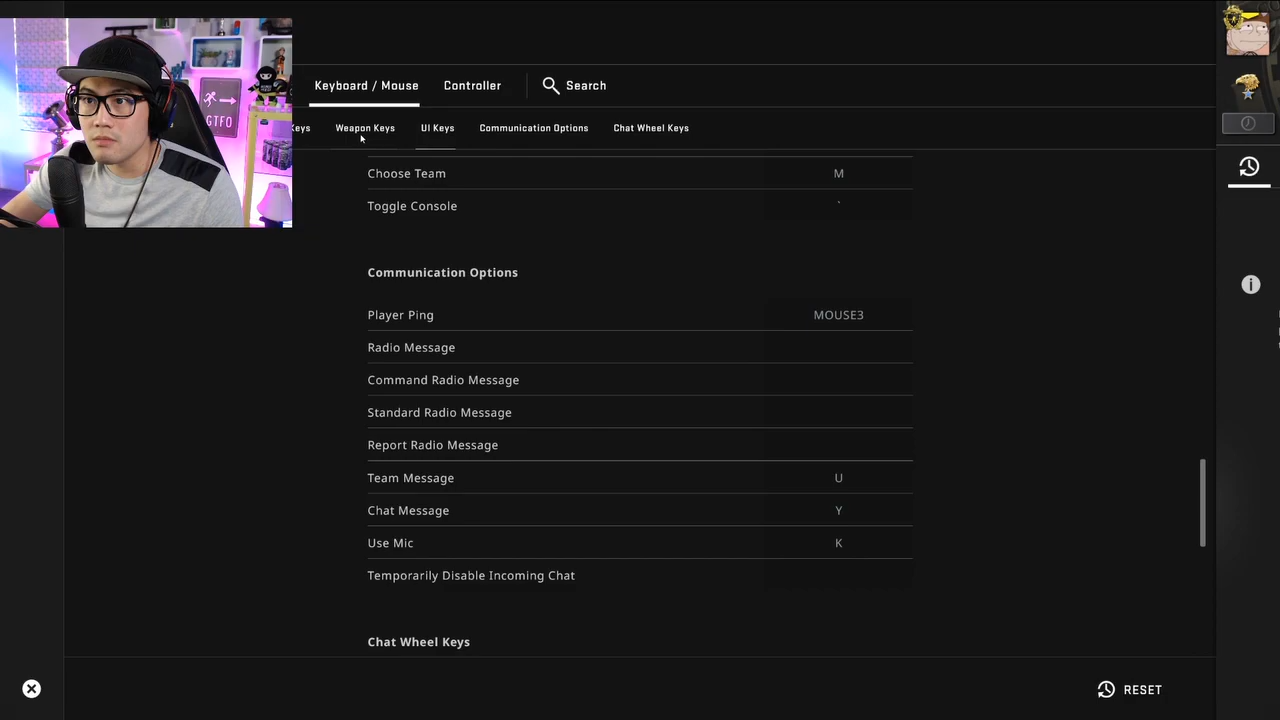 GTFO
Keyboard / Mouse
Controller
Search
Keys
Weapon Keys
UI Keys
Communication Options
Chat Wheel Keys
Choose Team
M
Toggle Console
`
Communication Options
Player Ping
MOUSE3
Radio Message
Command Radio Message
Standard Radio Message
Report Radio Message
Team Message
U
Chat Message
Y
Use Mic
K
Temporarily Disable Incoming Chat
Chat Wheel Keys
RESET